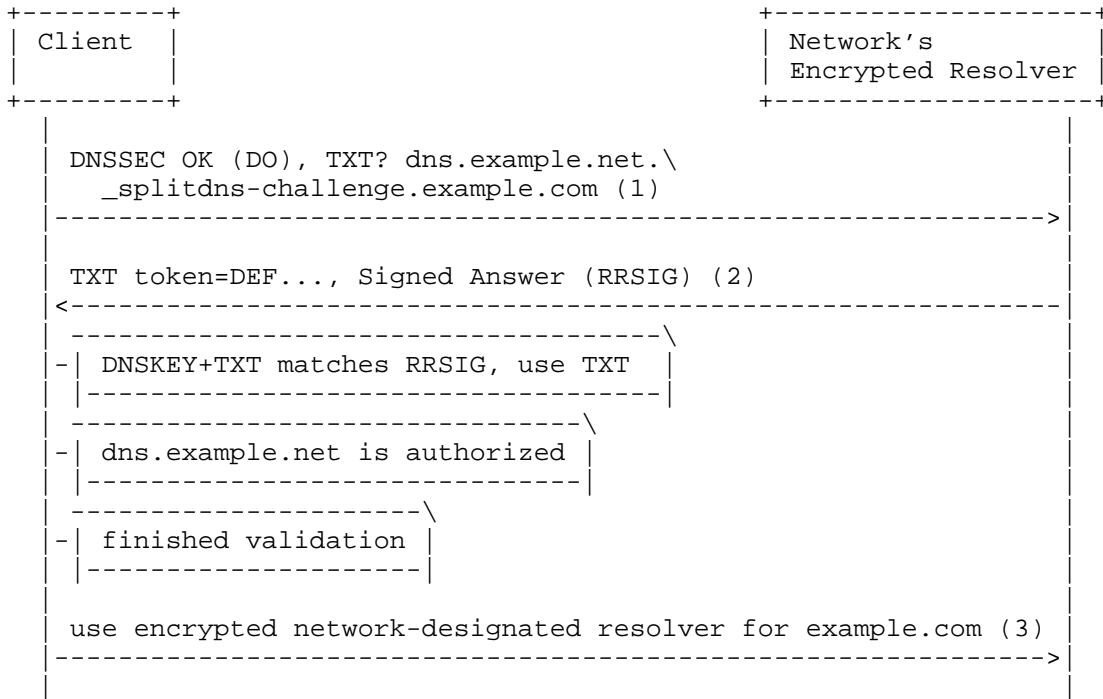 Client
Network's
Encrypted Resolver
DNSSEC OK (DO), TXT? dns.example.net.\
_splitdns-challenge.example.com (1)
TXT token=DEF..., Signed Answer (RRSIG) (2)
DNSKEY+TXT matches RRSIG, use TXT
dns.example.net is authorized
finished validation
use encrypted network-designated resolver for example.com (3)